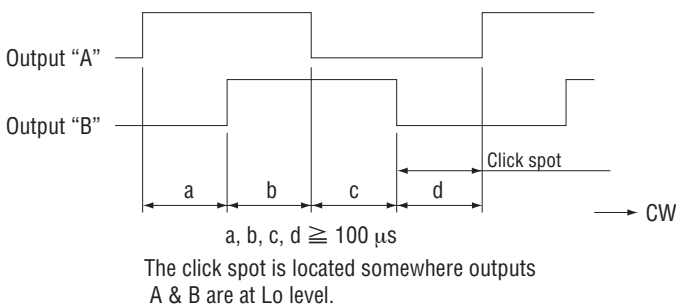 Output “A”
Output “B”
Click spot
a b c d
CW
a, b, c, d ≧ 100 μs
The click spot is located somewhere outputs
A & B are at Lo level.